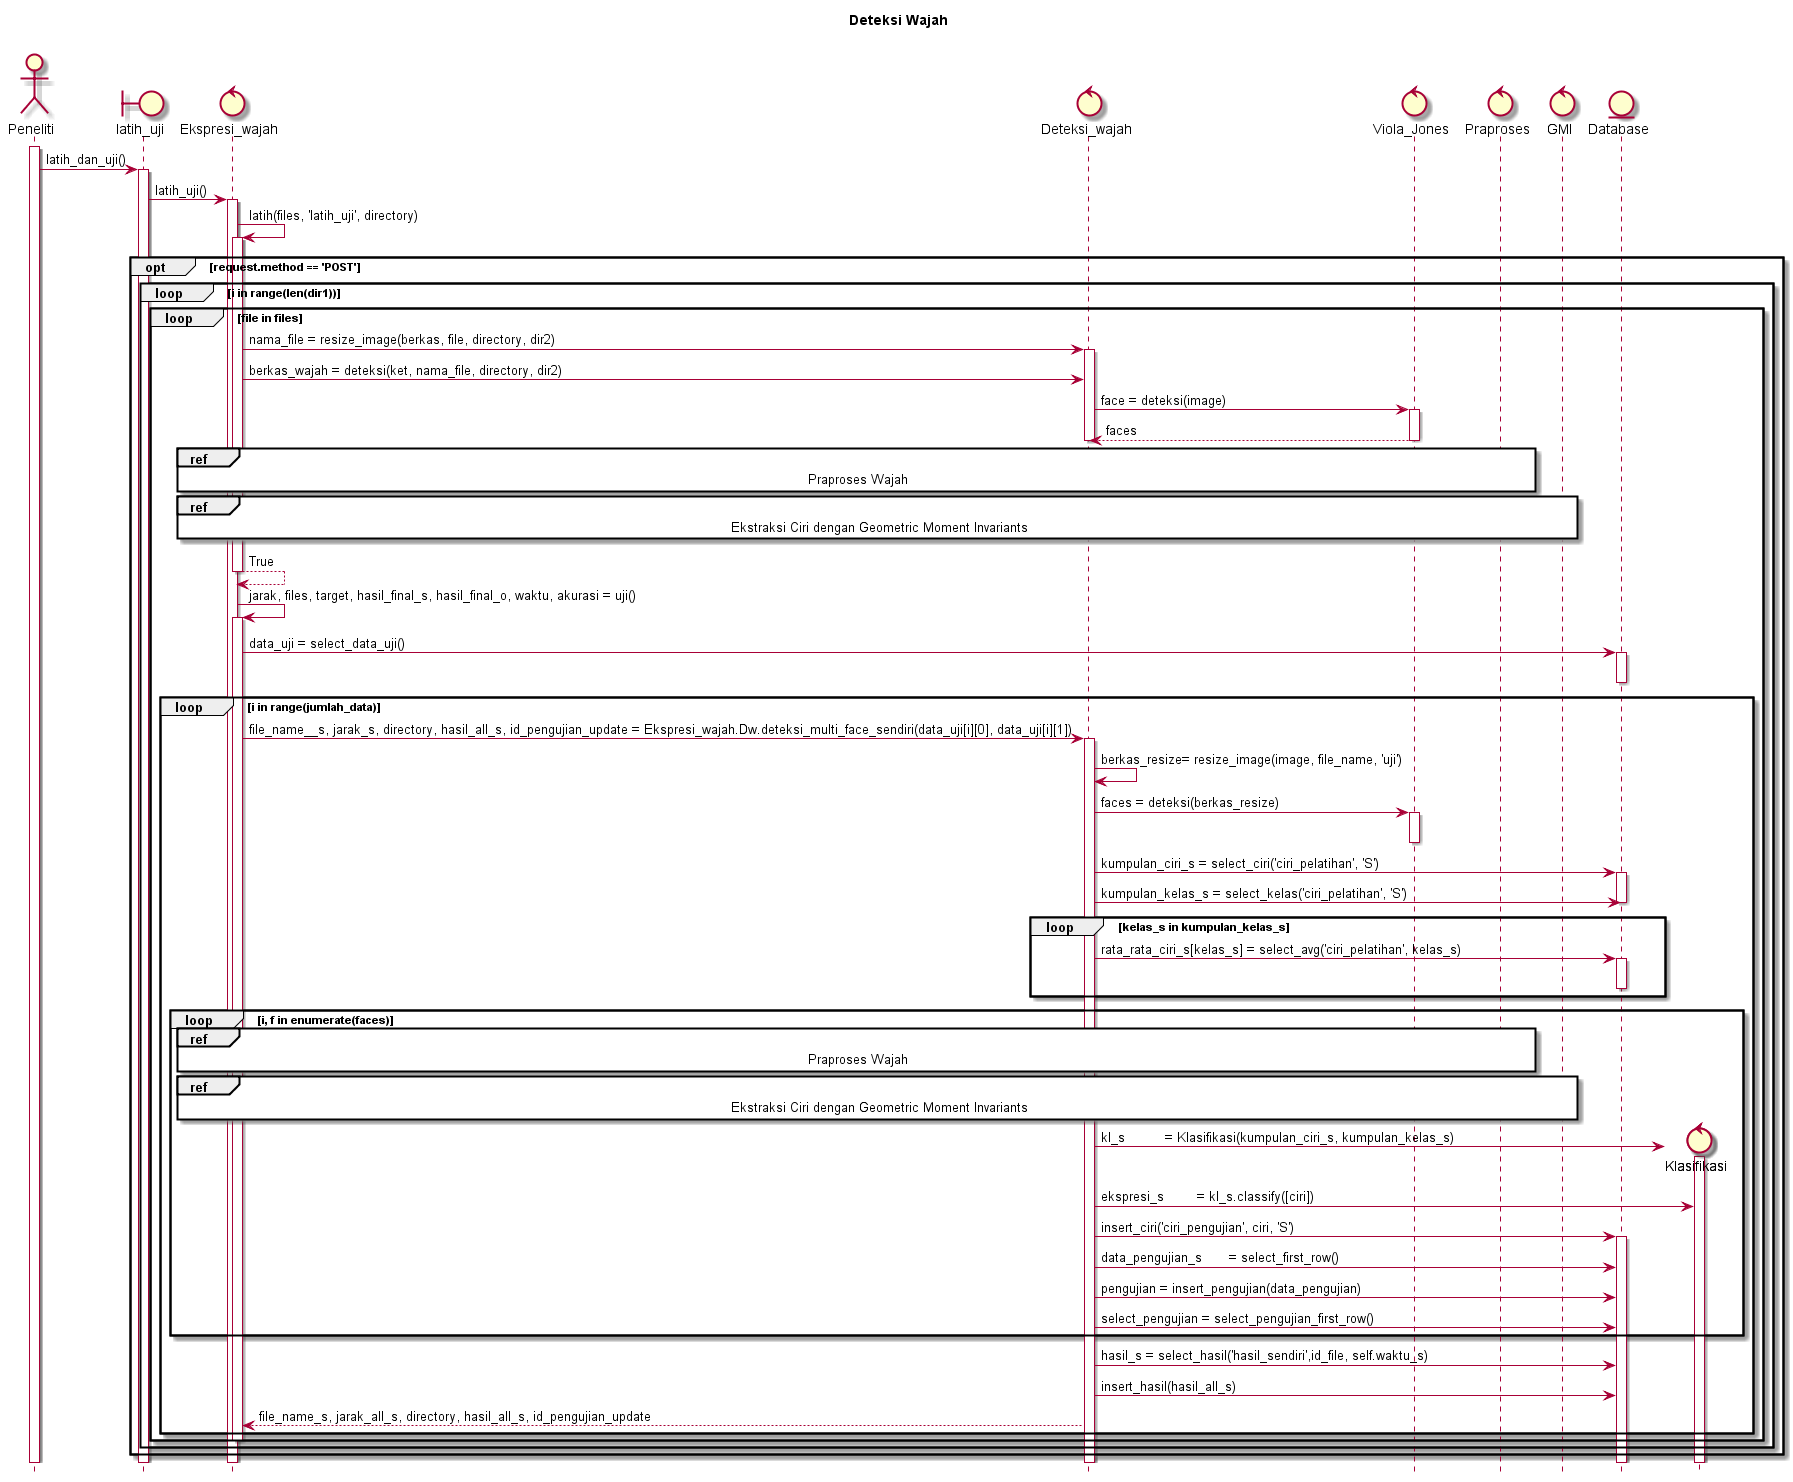 Deteksi Wajah
Peneliti
latih_uji
Ekspresi_wajah
Deteksi_wajah
Viola_Jones
Praproses
GMI
Database
latih_dan_uji()
latih_uji()
latih(files, 'latih_uji', directory)
opt [request.method == 'POST']
loop [i in range(len(dir1))]
loop [file in files]
nama_file = resize_image(berkas, file, directory, dir2)
berkas_wajah = deteksi(ket, nama_file, directory, dir2)
face = deteksi(image)
faces
ref
Praproses Wajah
ref
Ekstraksi Ciri dengan Geometric Moment Invariants
True
jarak, files, target, hasil_final_s, hasil_final_o, waktu, akurasi = uji()
data_uji = select_data_uji()
loop [i in range(jumlah_data)]
file_name__s, jarak_s, directory, hasil_all_s, id_pengujian_update = Ekspresi_wajah.Dw.deteksi_multi_face_sendiri(data_uji[i][0], data_uji[i][1])
berkas_resize= resize_image(image, file_name, 'uji')
faces = deteksi(berkas_resize)
kumpulan_ciri_s = select_ciri('ciri_pelatihan', 'S')
kumpulan_kelas_s = select_kelas('ciri_pelatihan', 'S')
loop [kelas_s in kumpulan_kelas_s]
rata_rata_ciri_s[kelas_s] = select_avg('ciri_pelatihan', kelas_s)
loop [i, f in enumerate(faces)]
ref
Praproses Wajah
ref
Ekstraksi Ciri dengan Geometric Moment Invariants
kl_s = Klasifikasi(kumpulan_ciri_s, kumpulan_kelas_s)
Klasifikasi
ekspresi_s = kl_s.classify([ciri])
insert_ciri('ciri_pengujian', ciri, 'S')
data_pengujian_s = select_first_row()
pengujian = insert_pengujian(data_pengujian)
select_pengujian = select_pengujian_first_row()
hasil_s = select_hasil('hasil_sendiri',id_file, self.waktu_s)
insert_hasil(hasil_all_s)
file_name_s, jarak_all_s, directory, hasil_all_s, id_pengujian_update